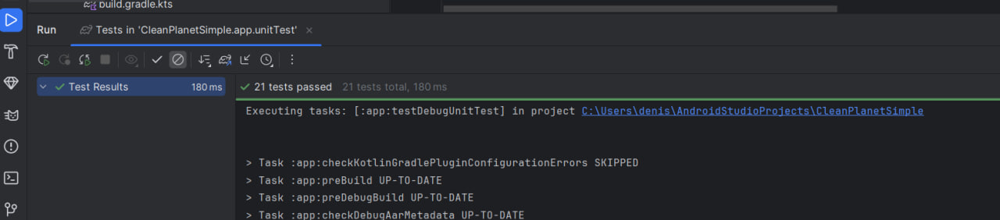 build.gradle.kts
Run
Tests in 'CleanPlanetSimple.app.unitTest'
Test Results
180 ms
21 tests passed
21 tests total, 180 ms
Executing tasks: [:app:testDebugUnitTest] in project C:\Users\denis\AndroidStudioProjects\CleanPlanetSimple
> Task :app:checkKotlinGradlePluginConfigurationErrors SKIPPED
> Task :app:preBuild UP-TO-DATE
> Task :app:preDebugBuild UP-TO-DATE
> Task :app:checkDebugAarMetadata UP-TO-DATE